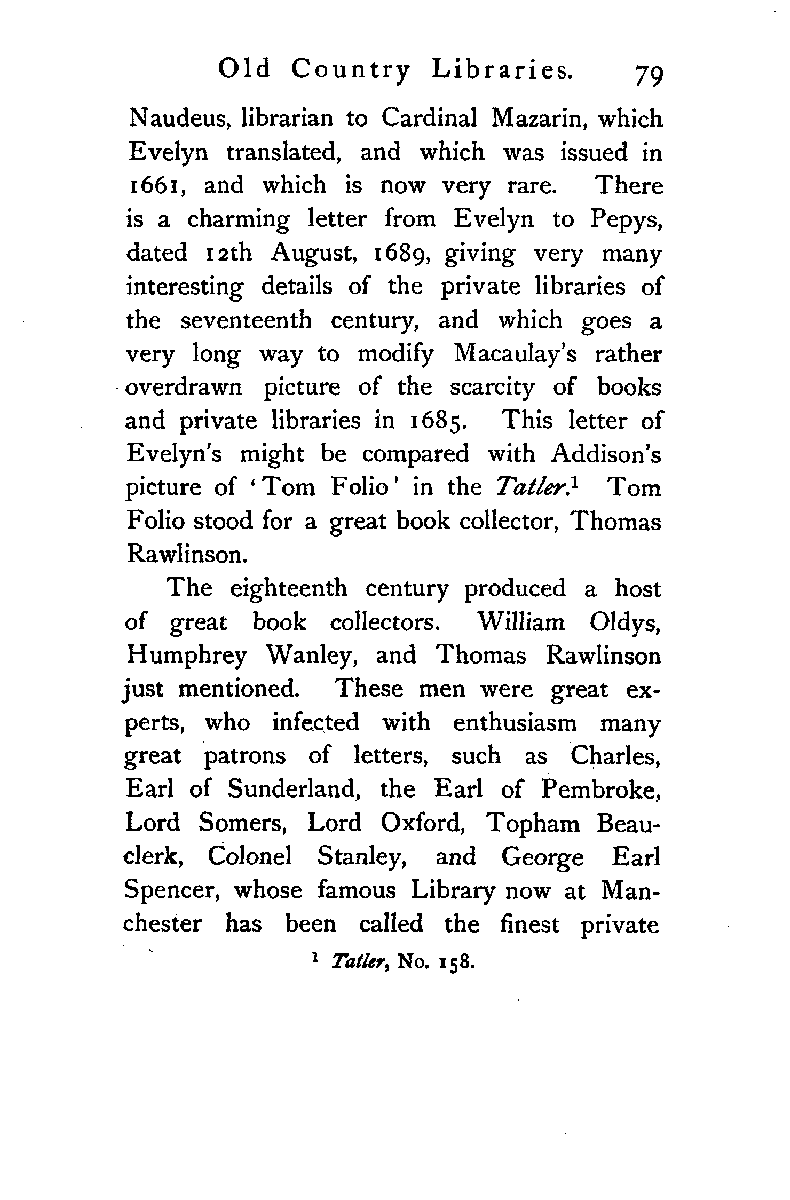 Old Country Libraries. 79
Naudeus, librarian to Cardinal Mazarin, which
Evelyn translated, and which was issued in
1661, and which is now very rare. There
is a charming letter from Evelyn to Pepys,
dated 12th August, 1689, giving very many
interesting details of the private libraries of
the seventeenth century, and which goes a
very long way to modify Macaulay's rather
overdrawn picture of the scarcity of books
and private libraries in 1685. This letter of
Evelyn's might be compared with Addison's
picture of ‘Tom Folio’ in the Tatler.¹ Tom
Folio stood for a great book collector, Thomas
Rawlinson.
The eighteenth century produced a host
of great book collectors. William Oldys,
Humphrey Wanley, and Thomas Rawlinson
just mentioned. These men were great ex-
perts, who infected with enthusiasm many
great patrons of letters, such as Charles,
Earl of Sunderland, the Earl of Pembroke,
Lord Somers, Lord Oxford, Topham Beau-
clerk, Colonel Stanley, and George Earl
Spencer, whose famous Library now at Man-
chester has been called the finest private
¹ Tatler, No. 158.